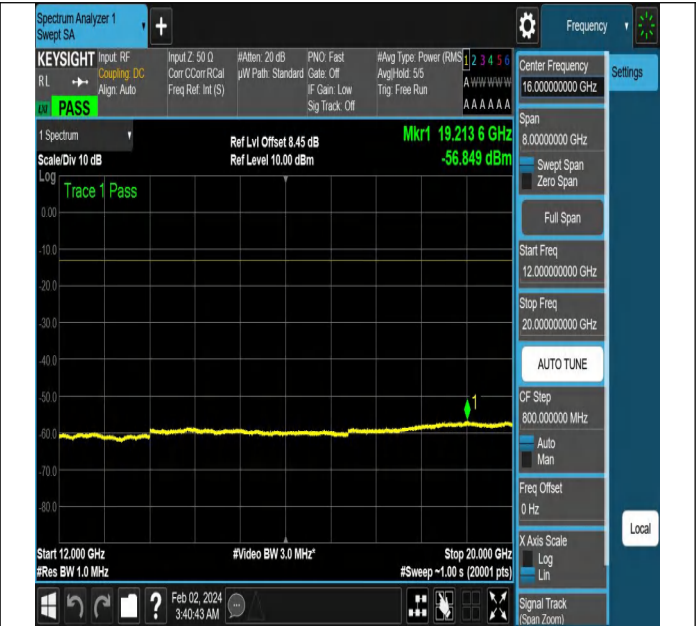 Spectrum Analyzer 1
Swept SA
+
Frequency
KEYSIGHT
Input: RF
Coupling: DC
Align: Auto
Input Z: 50 Ω
Corr CCorr RCal
Freq Ref: Int (S)
#Atten: 20 dB
µW Path: Standard
PNO: Fast
Gate: Off
IF Gain: Low
Sig Track: Off
#Avg Type: Power (RMS
Avg|Hold: 5/5
Trig: Free Run
1 2 3 4 5 6
A W W W W W
A A A A A A
RL
PASS
1 Spectrum
Scale/Div 10 dB
Ref Lvl Offset 8.45 dB
Ref Level 10.00 dBm
Mkr1 19.213 6 GHz
-56.849 dBm
Log
Trace 1 Pass
0.00
-10.0
-20.0
-30.0
-40.0
-50.0
-60.0
-70.0
-80.0
1
Start 12.000 GHz
#Res BW 1.0 MHz
#Video BW 3.0 MHz*
Stop 20.000 GHz
#Sweep ~1.00 s (20001 pts)
?
Feb 02, 2024
3:40:43 AM
Center Frequency
16.000000000 GHz
Settings
Span
8.00000000 GHz
Swept Span
Zero Span
Full Span
Start Freq
12.000000000 GHz
Stop Freq
20.000000000 GHz
AUTO TUNE
CF Step
800.000000 MHz
Auto
Man
Freq Offset
0 Hz
X Axis Scale
Log
Lin
Local
Signal Track
(Span Zoom)